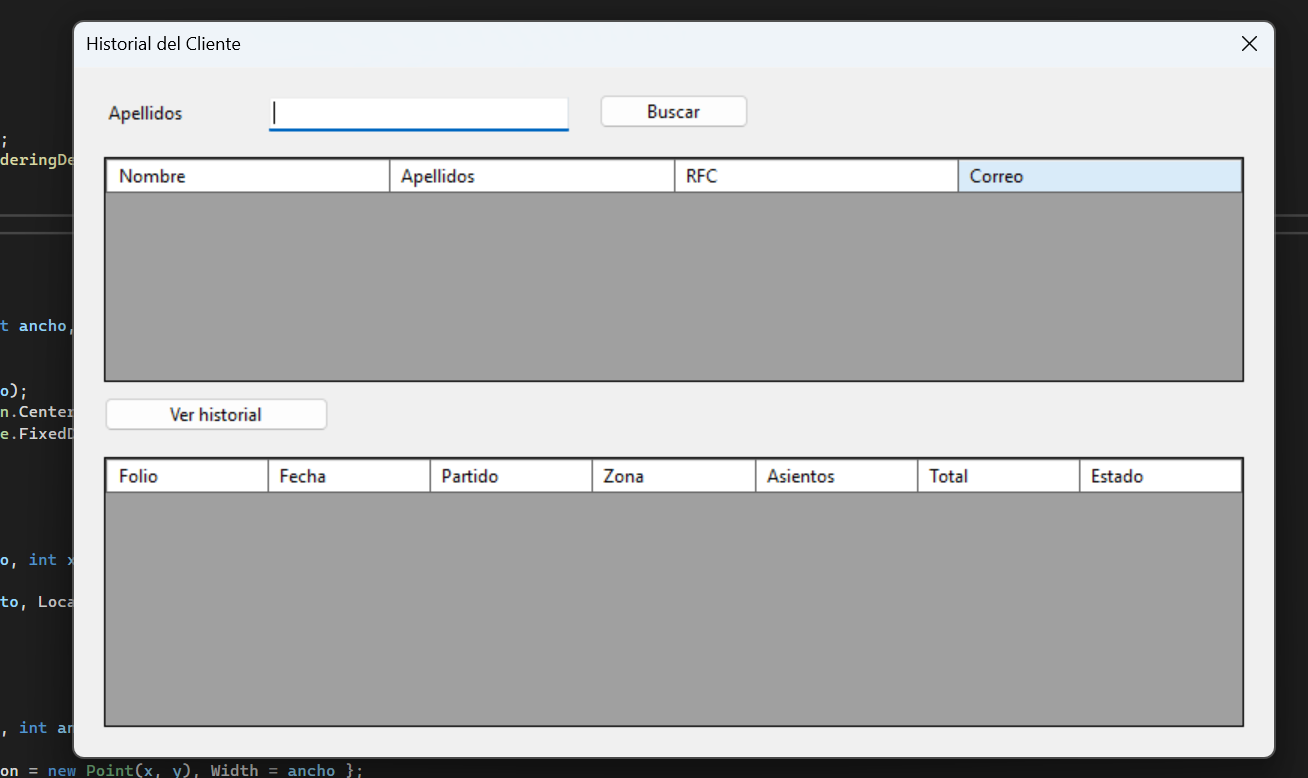 Historial del Cliente
;
Apellidos Buscar
deringDe
Nombre Apellidos RFC Correo
t ancho,
o);
n.Center
Ver historial
e.FixedD
Folio Fecha Partido Zona Asientos Total Estado
o, int x
to, Loca
, int an
on = new Point(x, y), Width = ancho };